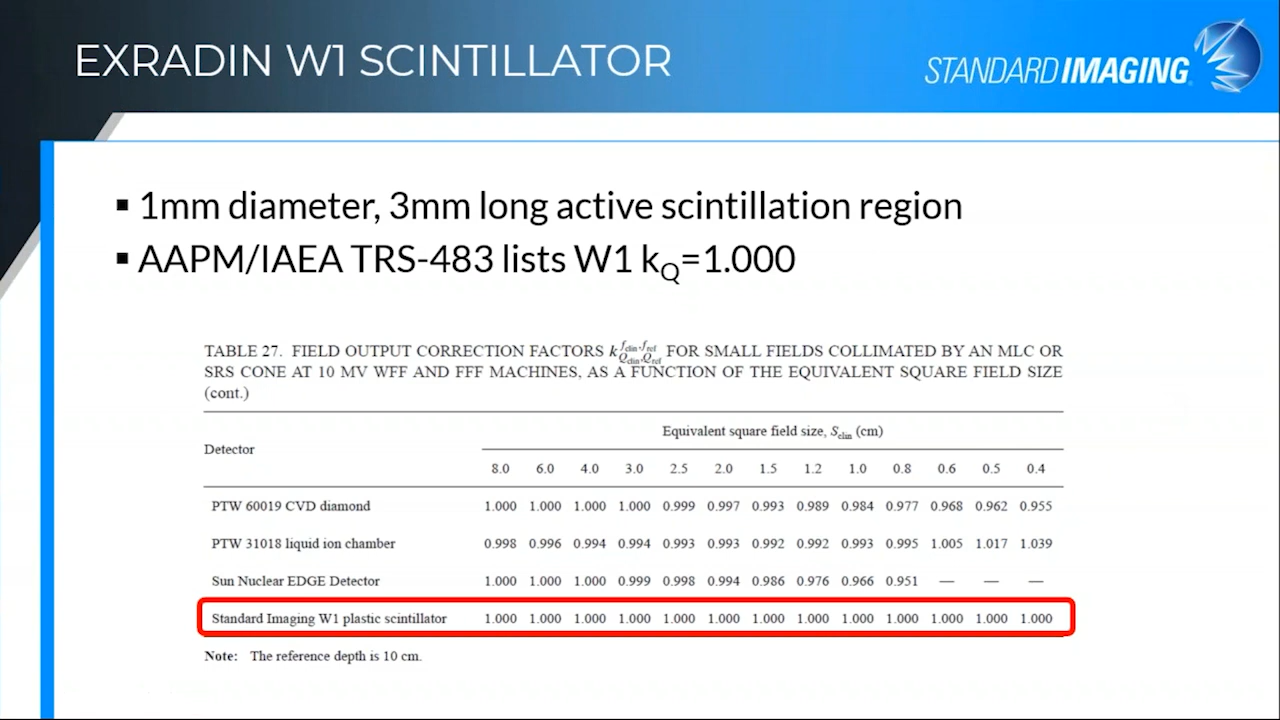 EXRADIN W1 SCINTILLATOR
STANDARD IMAGING
▪ 1mm diameter, 3mm long active scintillation region
▪ AAPM/IAEA TRS-483 lists W1 kQ=1.000
TABLE 27. FIELD OUTPUT CORRECTION FACTORS k fclin,fref Qclin,Qref FOR SMALL FIELDS COLLIMATED BY AN MLC OR
SRS CONE AT 10 MV WFF AND FFF MACHINES, AS A FUNCTION OF THE EQUIVALENT SQUARE FIELD SIZE
(cont.)
Equivalent square field size, Sclin (cm)
Detector
8.0 6.0 4.0 3.0 2.5 2.0 1.5 1.2 1.0 0.8 0.6 0.5 0.4
PTW 60019 CVD diamond 1.000 1.000 1.000 1.000 0.999 0.997 0.993 0.989 0.984 0.977 0.968 0.962 0.955
PTW 31018 liquid ion chamber 0.998 0.996 0.994 0.994 0.993 0.993 0.992 0.992 0.993 0.995 1.005 1.017 1.039
Sun Nuclear EDGE Detector 1.000 1.000 1.000 0.999 0.998 0.994 0.986 0.976 0.966 0.951 — — —
Standard Imaging W1 plastic scintillator 1.000 1.000 1.000 1.000 1.000 1.000 1.000 1.000 1.000 1.000 1.000 1.000 1.000
Note: The reference depth is 10 cm.